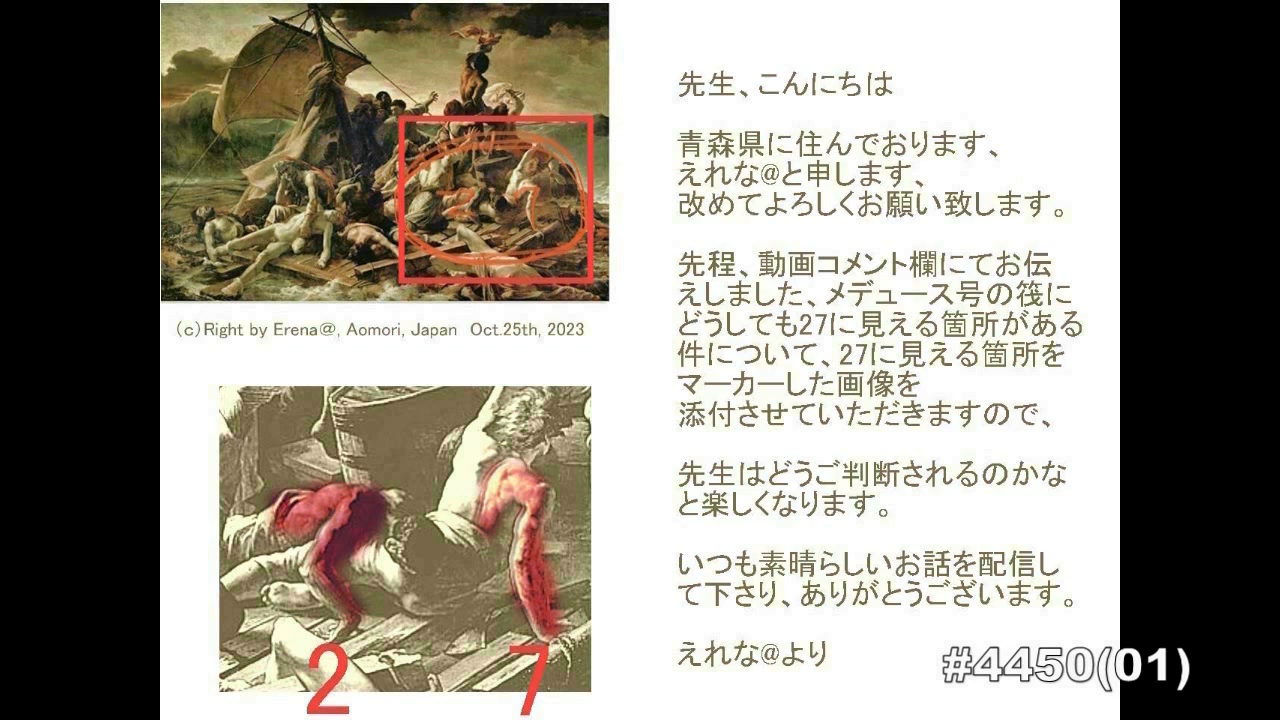 先生、こんにちは
青森県に住んでおります、
えれな@と申します、
改めてよろしくお願い致します。
先程、動画コメント欄にてお伝
えしました、メデュース号の筏に
どうしても27に見える箇所がある
件について、27に見える箇所を
マーカーした画像を
添付させていただきますので、
先生はどうご判断されるのかな
と楽しくなります。
いつも素晴らしいお話を配信し
て下さり、ありがとうございます。
えれな@より
(c)Right by Erena@, Aomori, Japan Oct.25th, 2023
2 7
2 7
#4450(01)